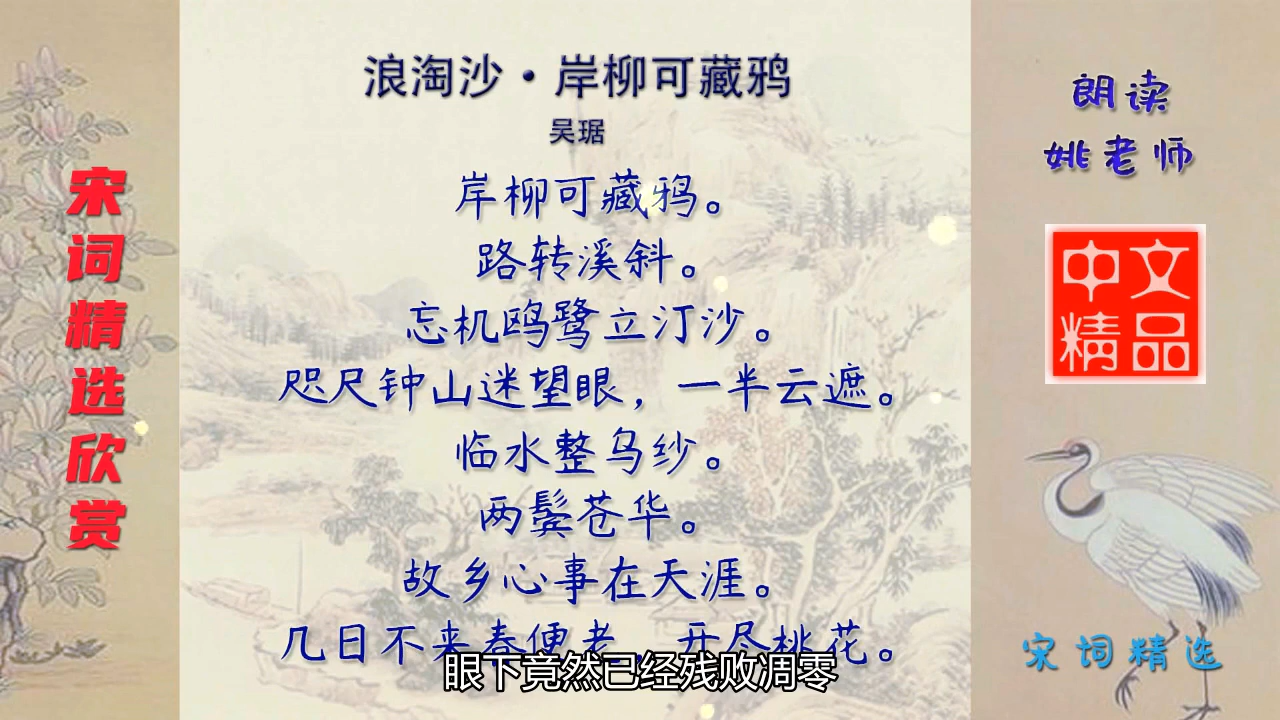 宋词精选欣赏
浪淘沙·岸柳可藏鸦
吴琚
岸柳可藏鸦。
路转溪斜。
忘机鸥鹭立汀沙。
咫尺钟山迷望眼，一半云遮。
临水整乌纱。
两鬓苍华。
故乡心事在天涯。
几日不来春便老，开尽桃花。
眼下竟然已经残败凋零
朗读
姚老师
中文
精品
宋词精选